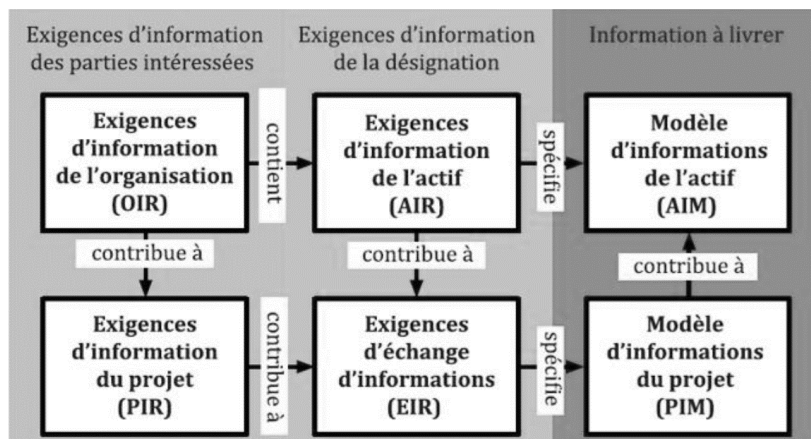 Exigences d'information
des parties intéressées
Exigences d'information
de la désignation
Information à livrer
Exigences
d'information
de l'organisation
(OIR)
contient
Exigences
d'information
de l'actif
(AIR)
spécifie
Modèle
d'informations
de l'actif
(AIM)
contribue à
contribue à
contribue à
Exigences
d'information
du projet
(PIR)
contribue à
Exigences
d'échange
d'informations
(EIR)
spécifie
Modèle
d'informations
du projet
(PIM)